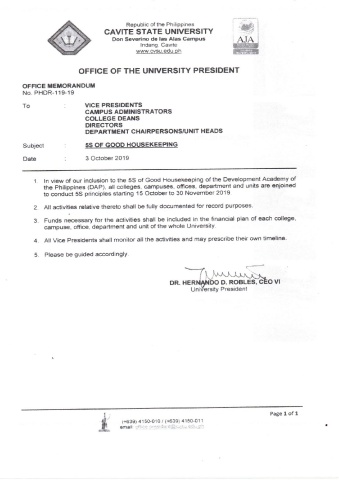 Republic of the Philippines
CAVITE STATE UNIVERSITY
Don Severino de las Alas Campus
Indang, Cavite
www.cvsu.edu.ph
AJA
OFFICE OF THE UNIVERSITY PRESIDENT
OFFICE MEMORANDUM
No. PHDR-119-19
To : VICE PRESIDENTS
CAMPUS ADMINISTRATORS
COLLEGE DEANS
DIRECTORS
DEPARTMENT CHAIRPERSONS/UNIT HEADS
Subject : 5S OF GOOD HOUSEKEEPING
Date : 3 October 2019
1. In view of our inclusion to the 5S of Good Housekeeping of the Development Academy of
the Philippines (DAP), all colleges, campuses, offices, department and units are enjoined
to conduct 5S principles starting 15 October to 30 November 2019.
2. All activities relative thereto shall be fully documented for record purposes.
3. Funds necessary for the activities shall be included in the financial plan of each college,
campuse, office, department and unit of the whole University.
4. All Vice Presidents shall monitor all the activities and may prescribe their own timeline.
5. Please be guided accordingly.
DR. HERNANDO D. ROBLES, CEO VI
University President
Page 1 of 1
(+639) 4150-010 / (+639) 4150-011
email